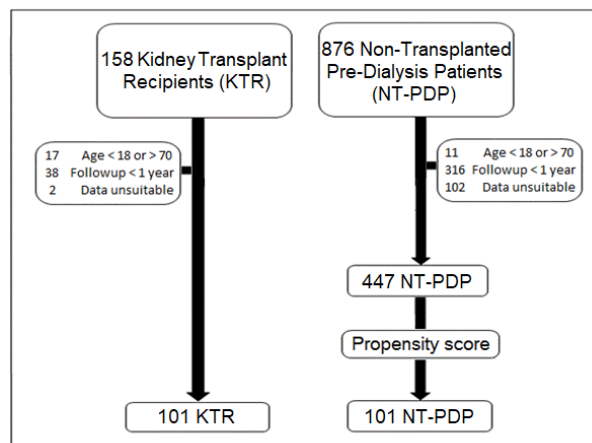 158 Kidney Transplant
Recipients (KTR)
876 Non-Transplanted
Pre-Dialysis Patients
(NT-PDP)
17 Age < 18 or > 70
38 Followup < 1 year
2 Data unsuitable
11 Age < 18 or > 70
316 Followup < 1 year
102 Data unsuitable
447 NT-PDP
Propensity score
101 KTR
101 NT-PDP